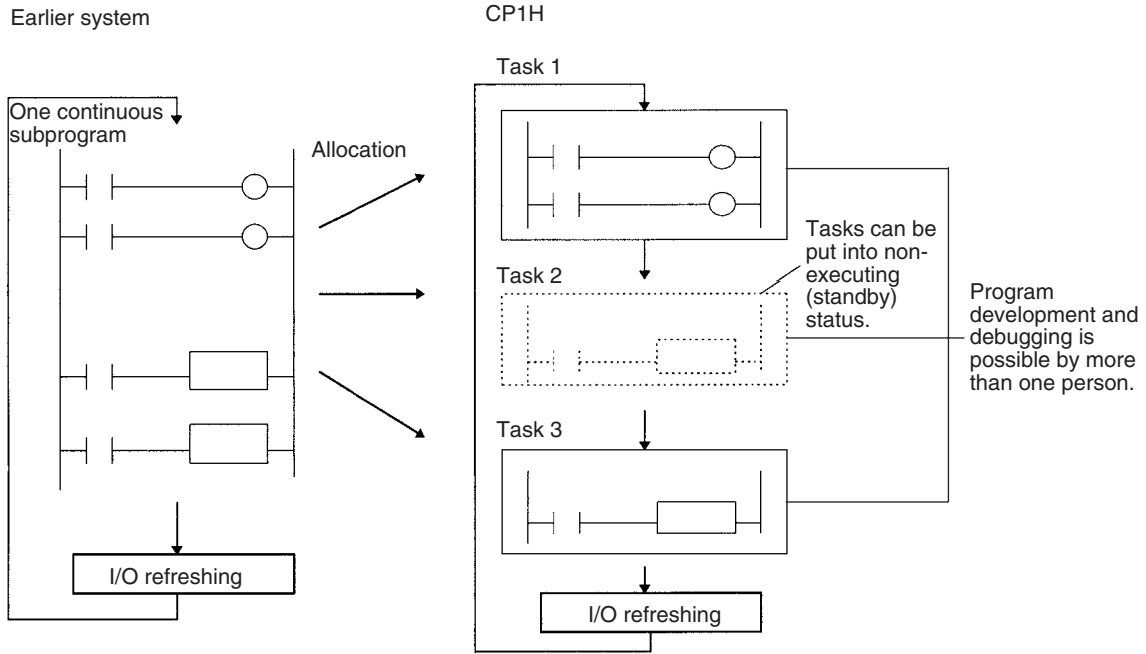 Earlier system
CP1H
One continuous
subprogram
Allocation
Task 1
Task 2
Tasks can be
put into non-
executing
(standby)
status.
Program
development and
debugging is
possible by more
than one person.
Task 3
I/O refreshing
I/O refreshing